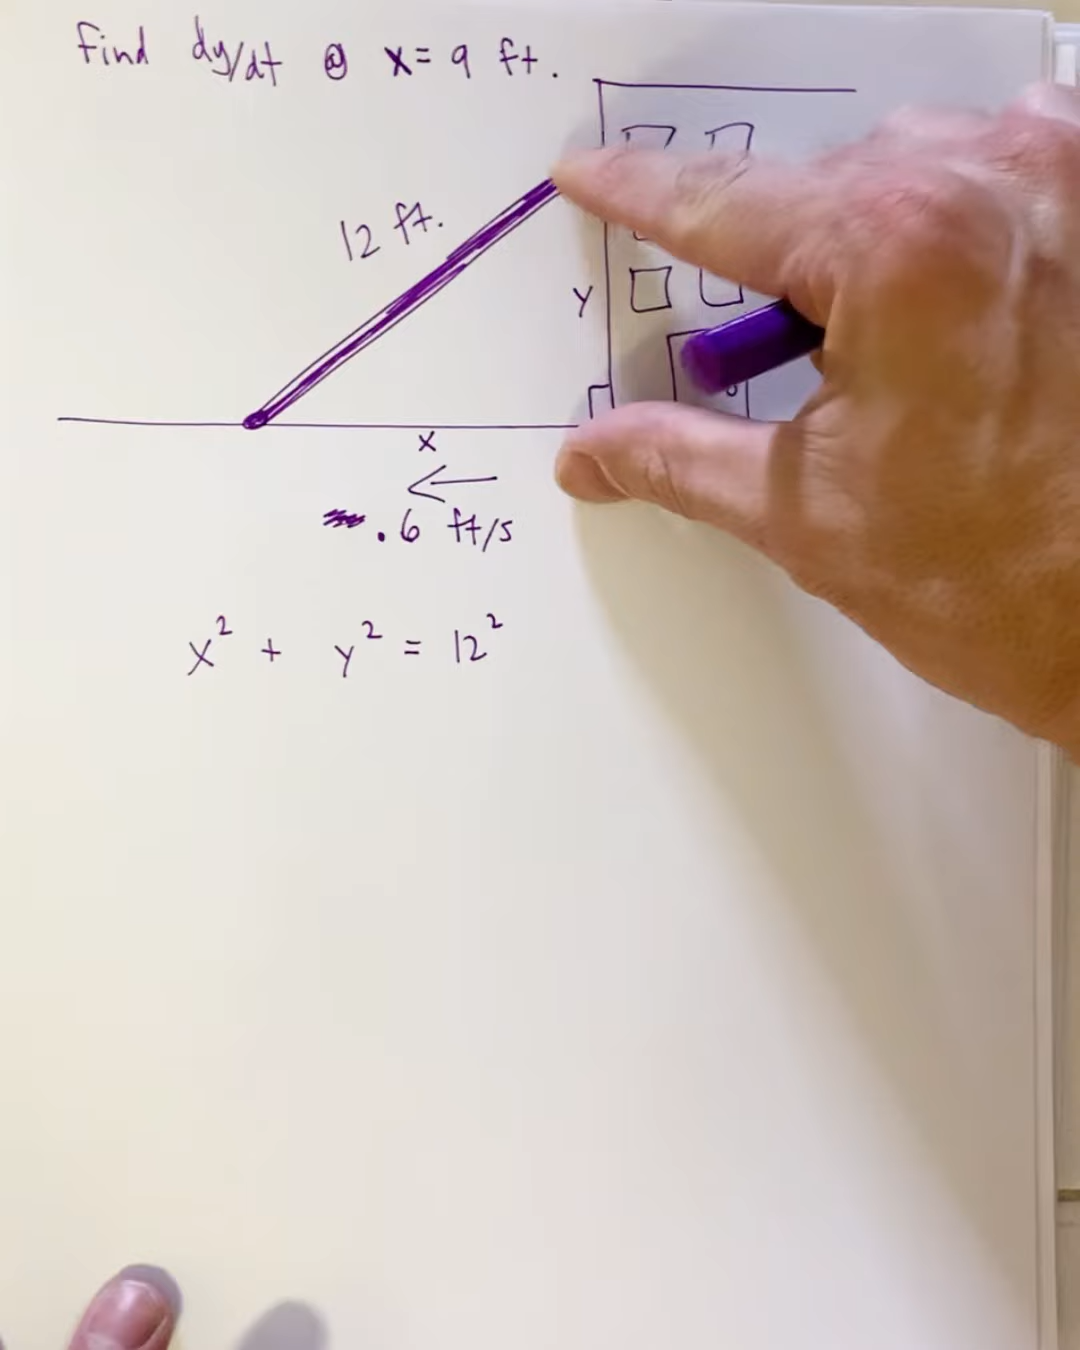 Find dy/dt @ x = 9 ft.
12 ft.
y
x
.6 ft/s
x² + y² = 12²